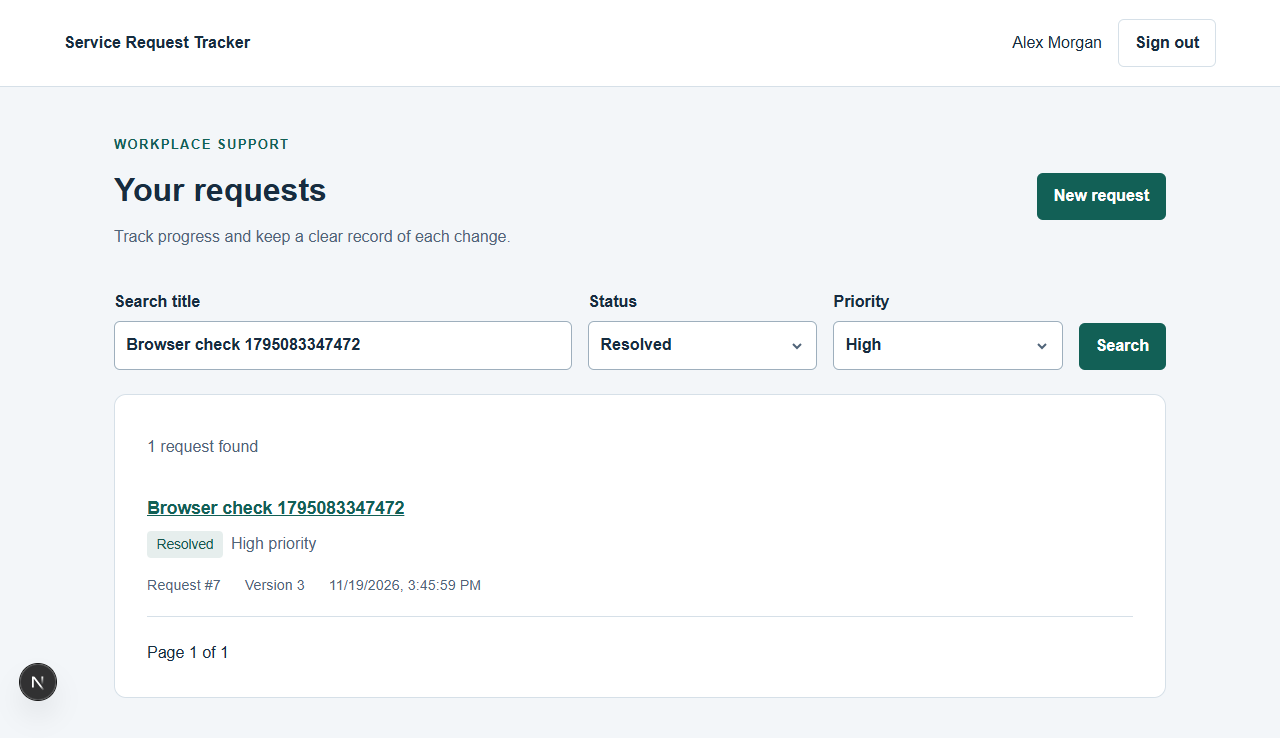 Service Request Tracker
Alex Morgan
Sign out
WORKPLACE SUPPORT
Your requests
New request
Track progress and keep a clear record of each change.
Search title
Status
Priority
Browser check 1795083347472
Resolved
High
Search
1 request found
Browser check 1795083347472
Resolved
High priority
Request #7
Version 3
11/19/2026, 3:45:59 PM
Page 1 of 1
N